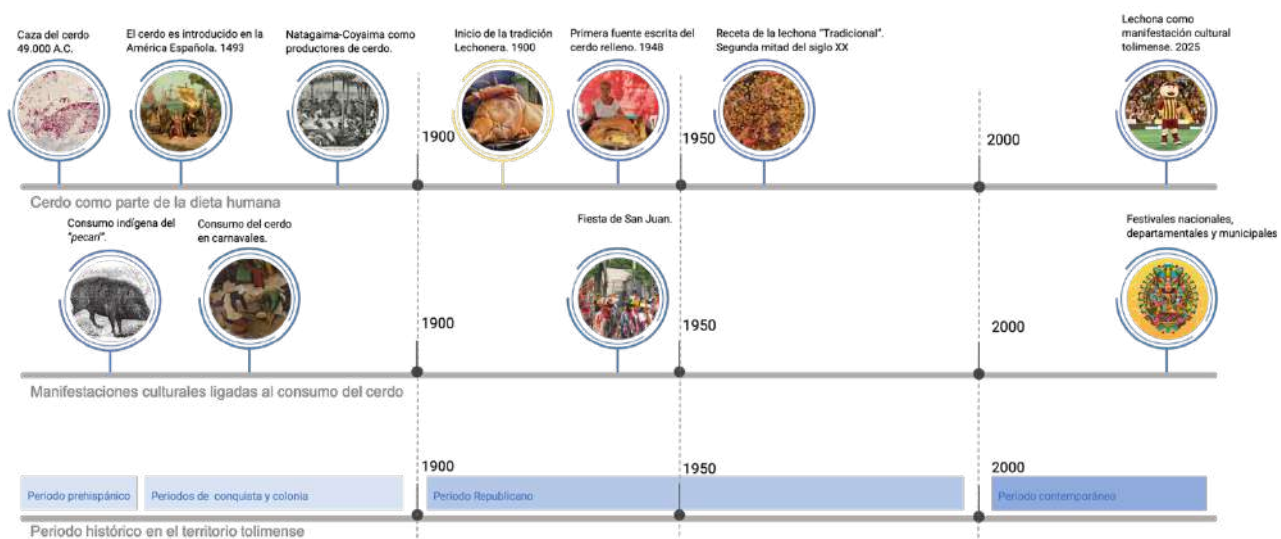 Caza del cerdo
49.000 A.C.
El cerdo es introducido en la
América Española. 1493
Natagaima-Coyaima como
productores de cerdo.
Inicio de la tradición
Lechonera. 1900
Primera fuente escrita del
cerdo relleno. 1948
Receta de la lechona "Tradicional".
Segunda mitad del siglo XX
Lechona como
manifestación cultural
tolimense. 2025
1900
1950
2000
Cerdo como parte de la dieta humana
Consumo indígena del
"pecarí".
Consumo del cerdo
en carnavales.
Fiesta de San Juan.
Festivales nacionales,
departamentales y municipales
1900
1950
2000
Manifestaciones culturales ligadas al consumo del cerdo
1900
1950
2000
Periodo prehispánico
Periodos de conquista y colonia
Periodo Republicano
Periodo contemporáneo
Periodo histórico en el territorio tolimense